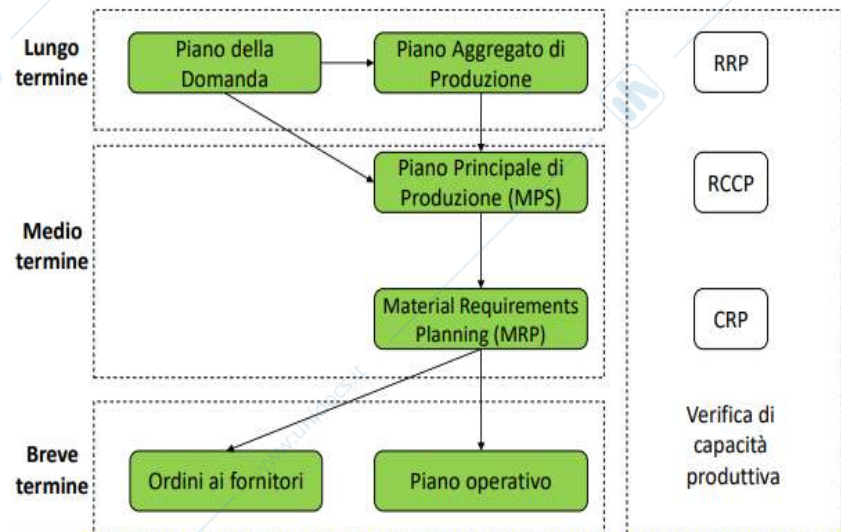 Lungo
termine
Piano della
Domanda
Piano Aggregato di
Produzione
RRP
Piano Principale di
Produzione (MPS)
RCCP
Medio
termine
Material Requirements
Planning (MRP)
CRP
Verifica di
capacità
produttiva
Breve
termine
Ordini ai fornitori
Piano operativo